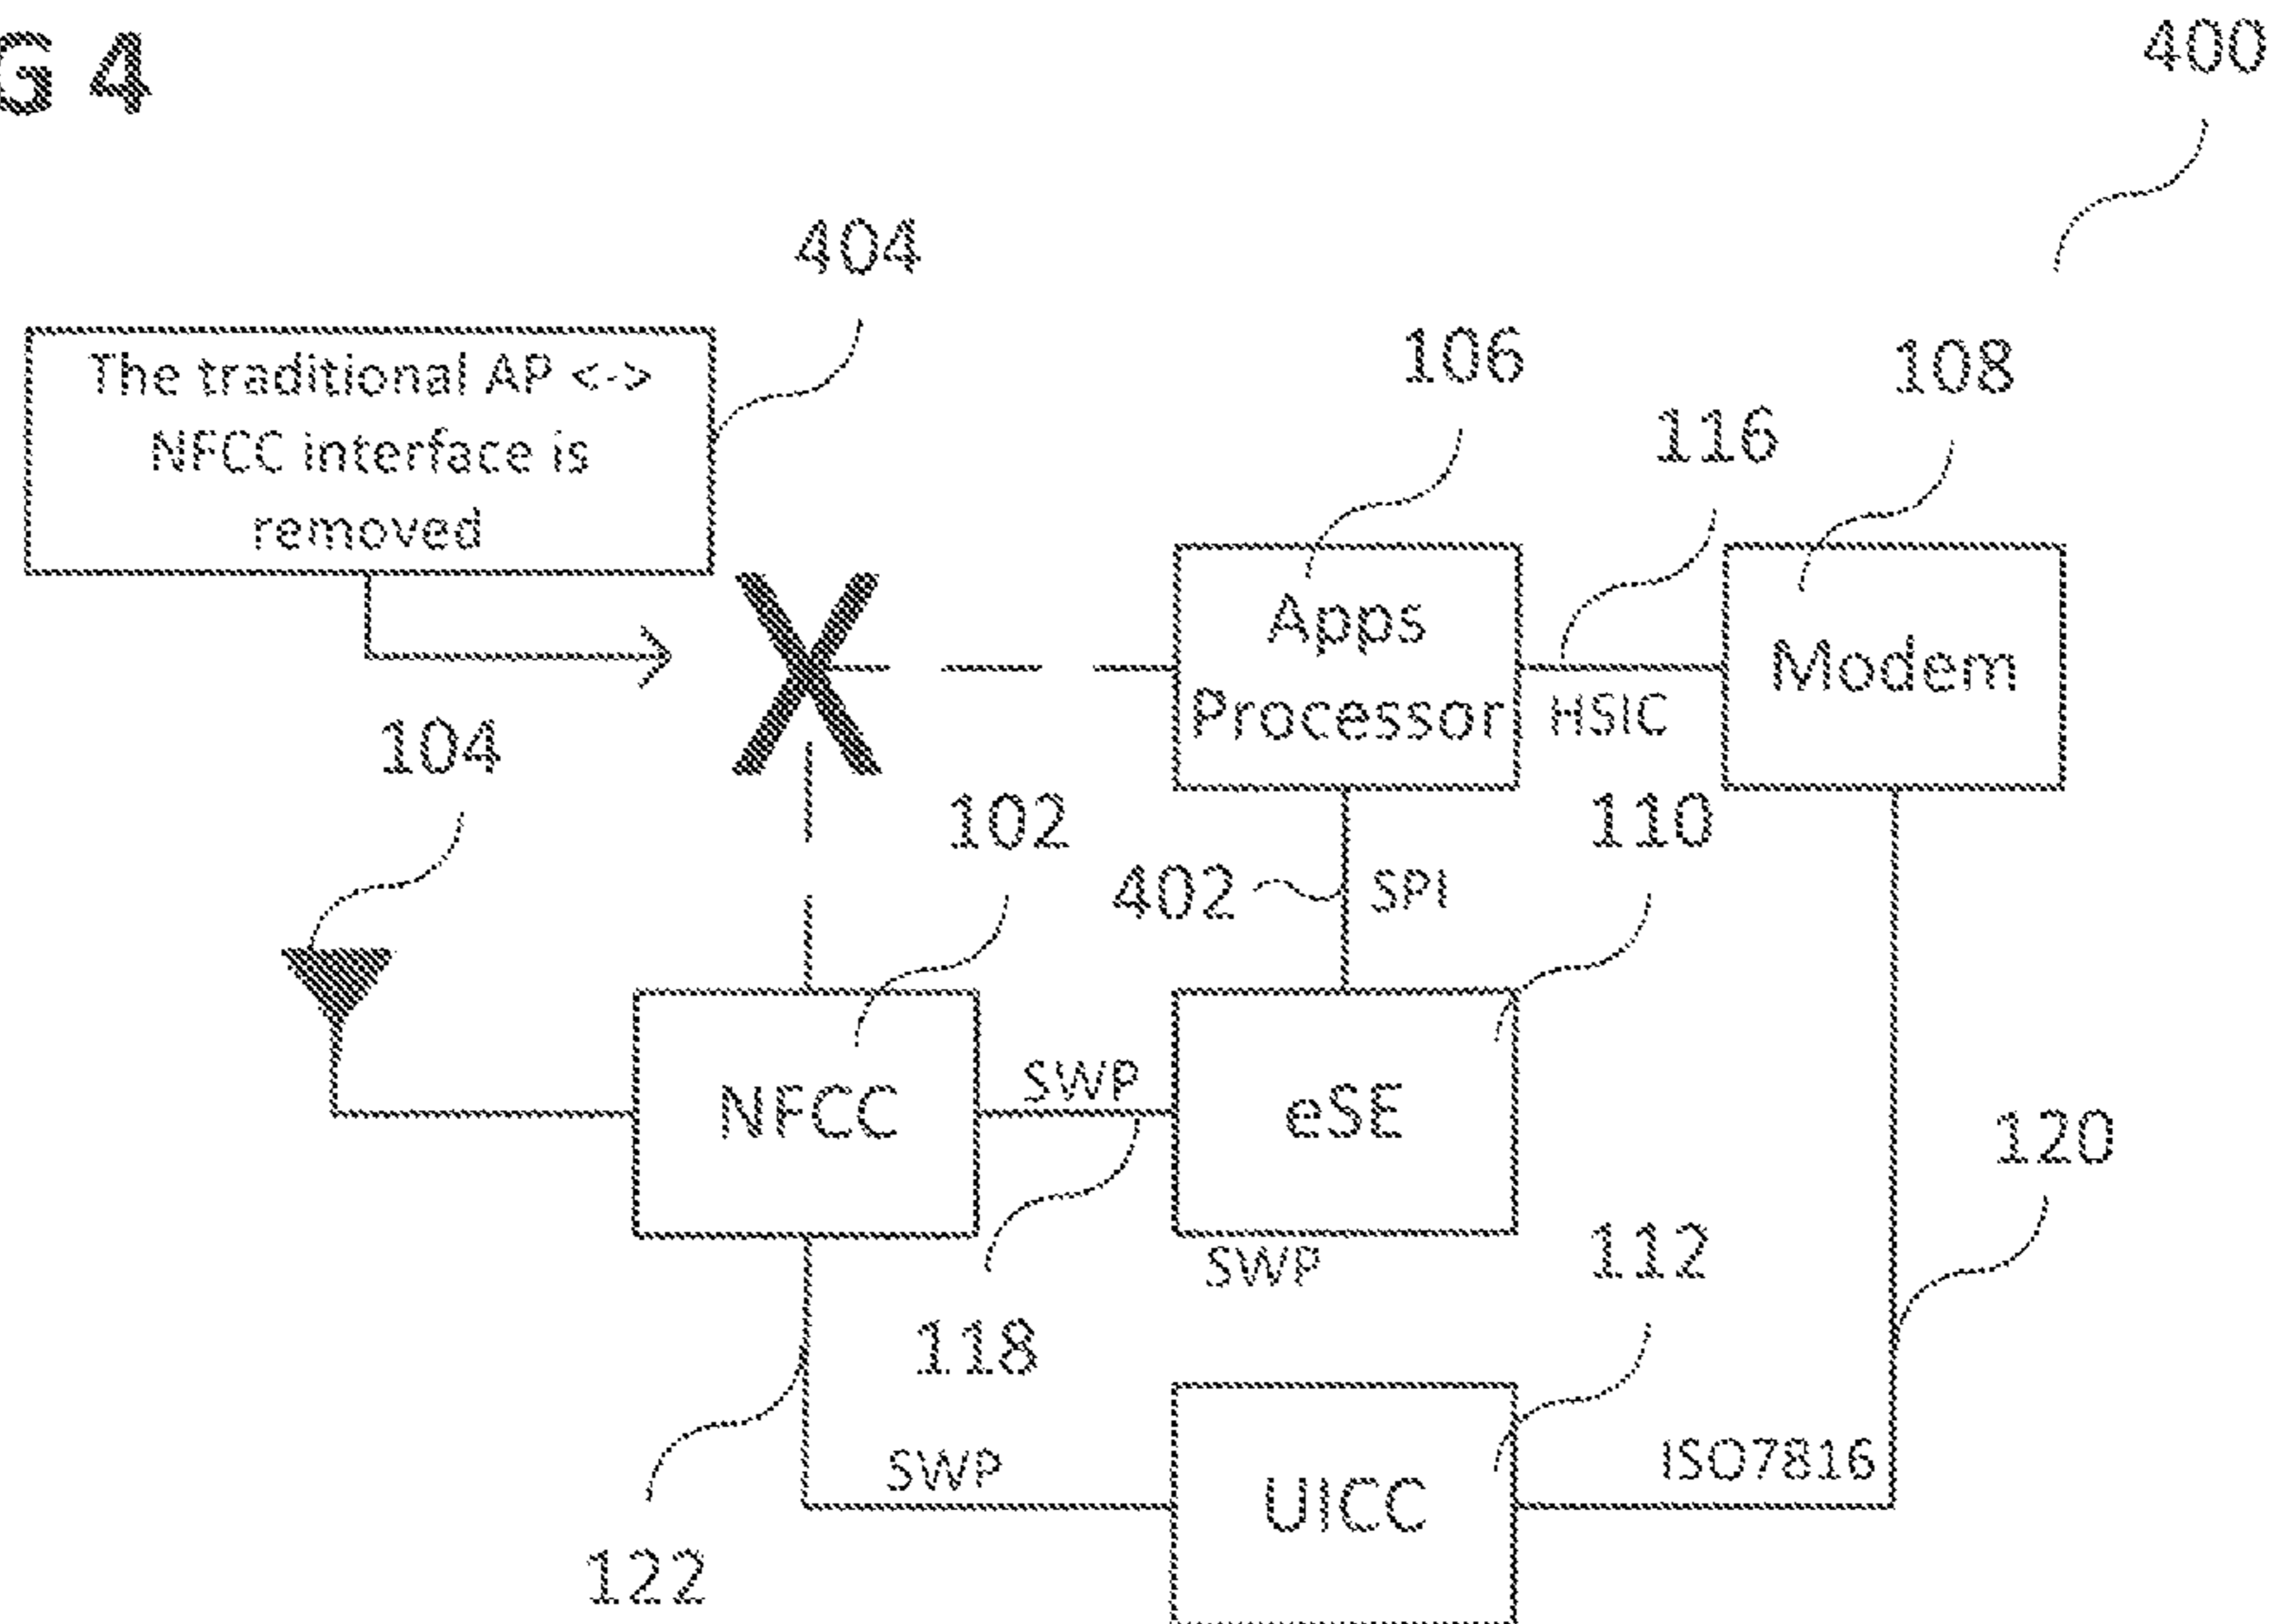 G 4
400
404
The traditional AP <->
NFCC interface is
removed
106
108
116
Apps
Processor
HSIC
Modem
104
102
110
402
SPI
NFCC
SWP
eSE
120
SWP
112
118
SWP
UICC
ISO7816
122